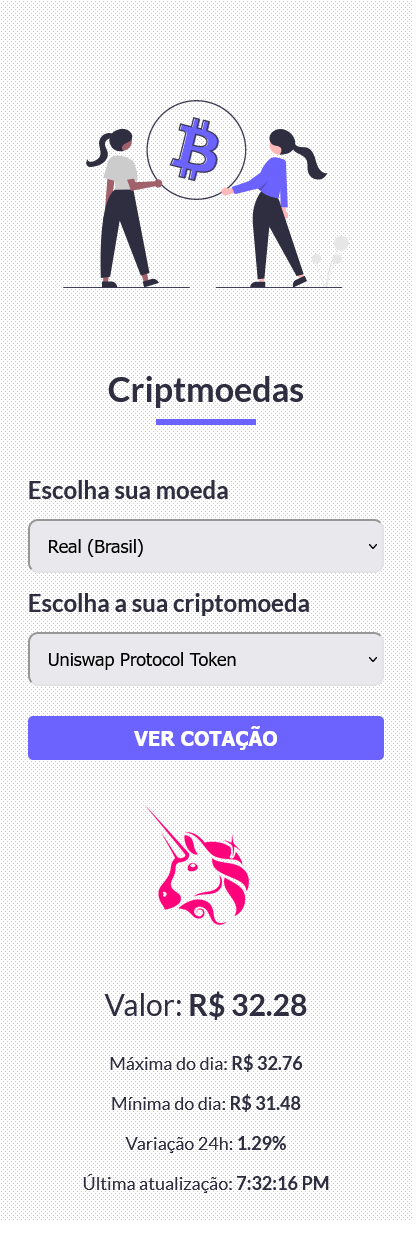 Criptmoedas
Escolha sua moeda
Real (Brasil)
Escolha a sua criptomoeda
Uniswap Protocol Token
VER COTAÇÃO
Valor: R$ 32.28
Máxima do dia: R$ 32.76
Mínima do dia: R$ 31.48
Variação 24h: 1.29%
Última atualização: 7:32:16 PM